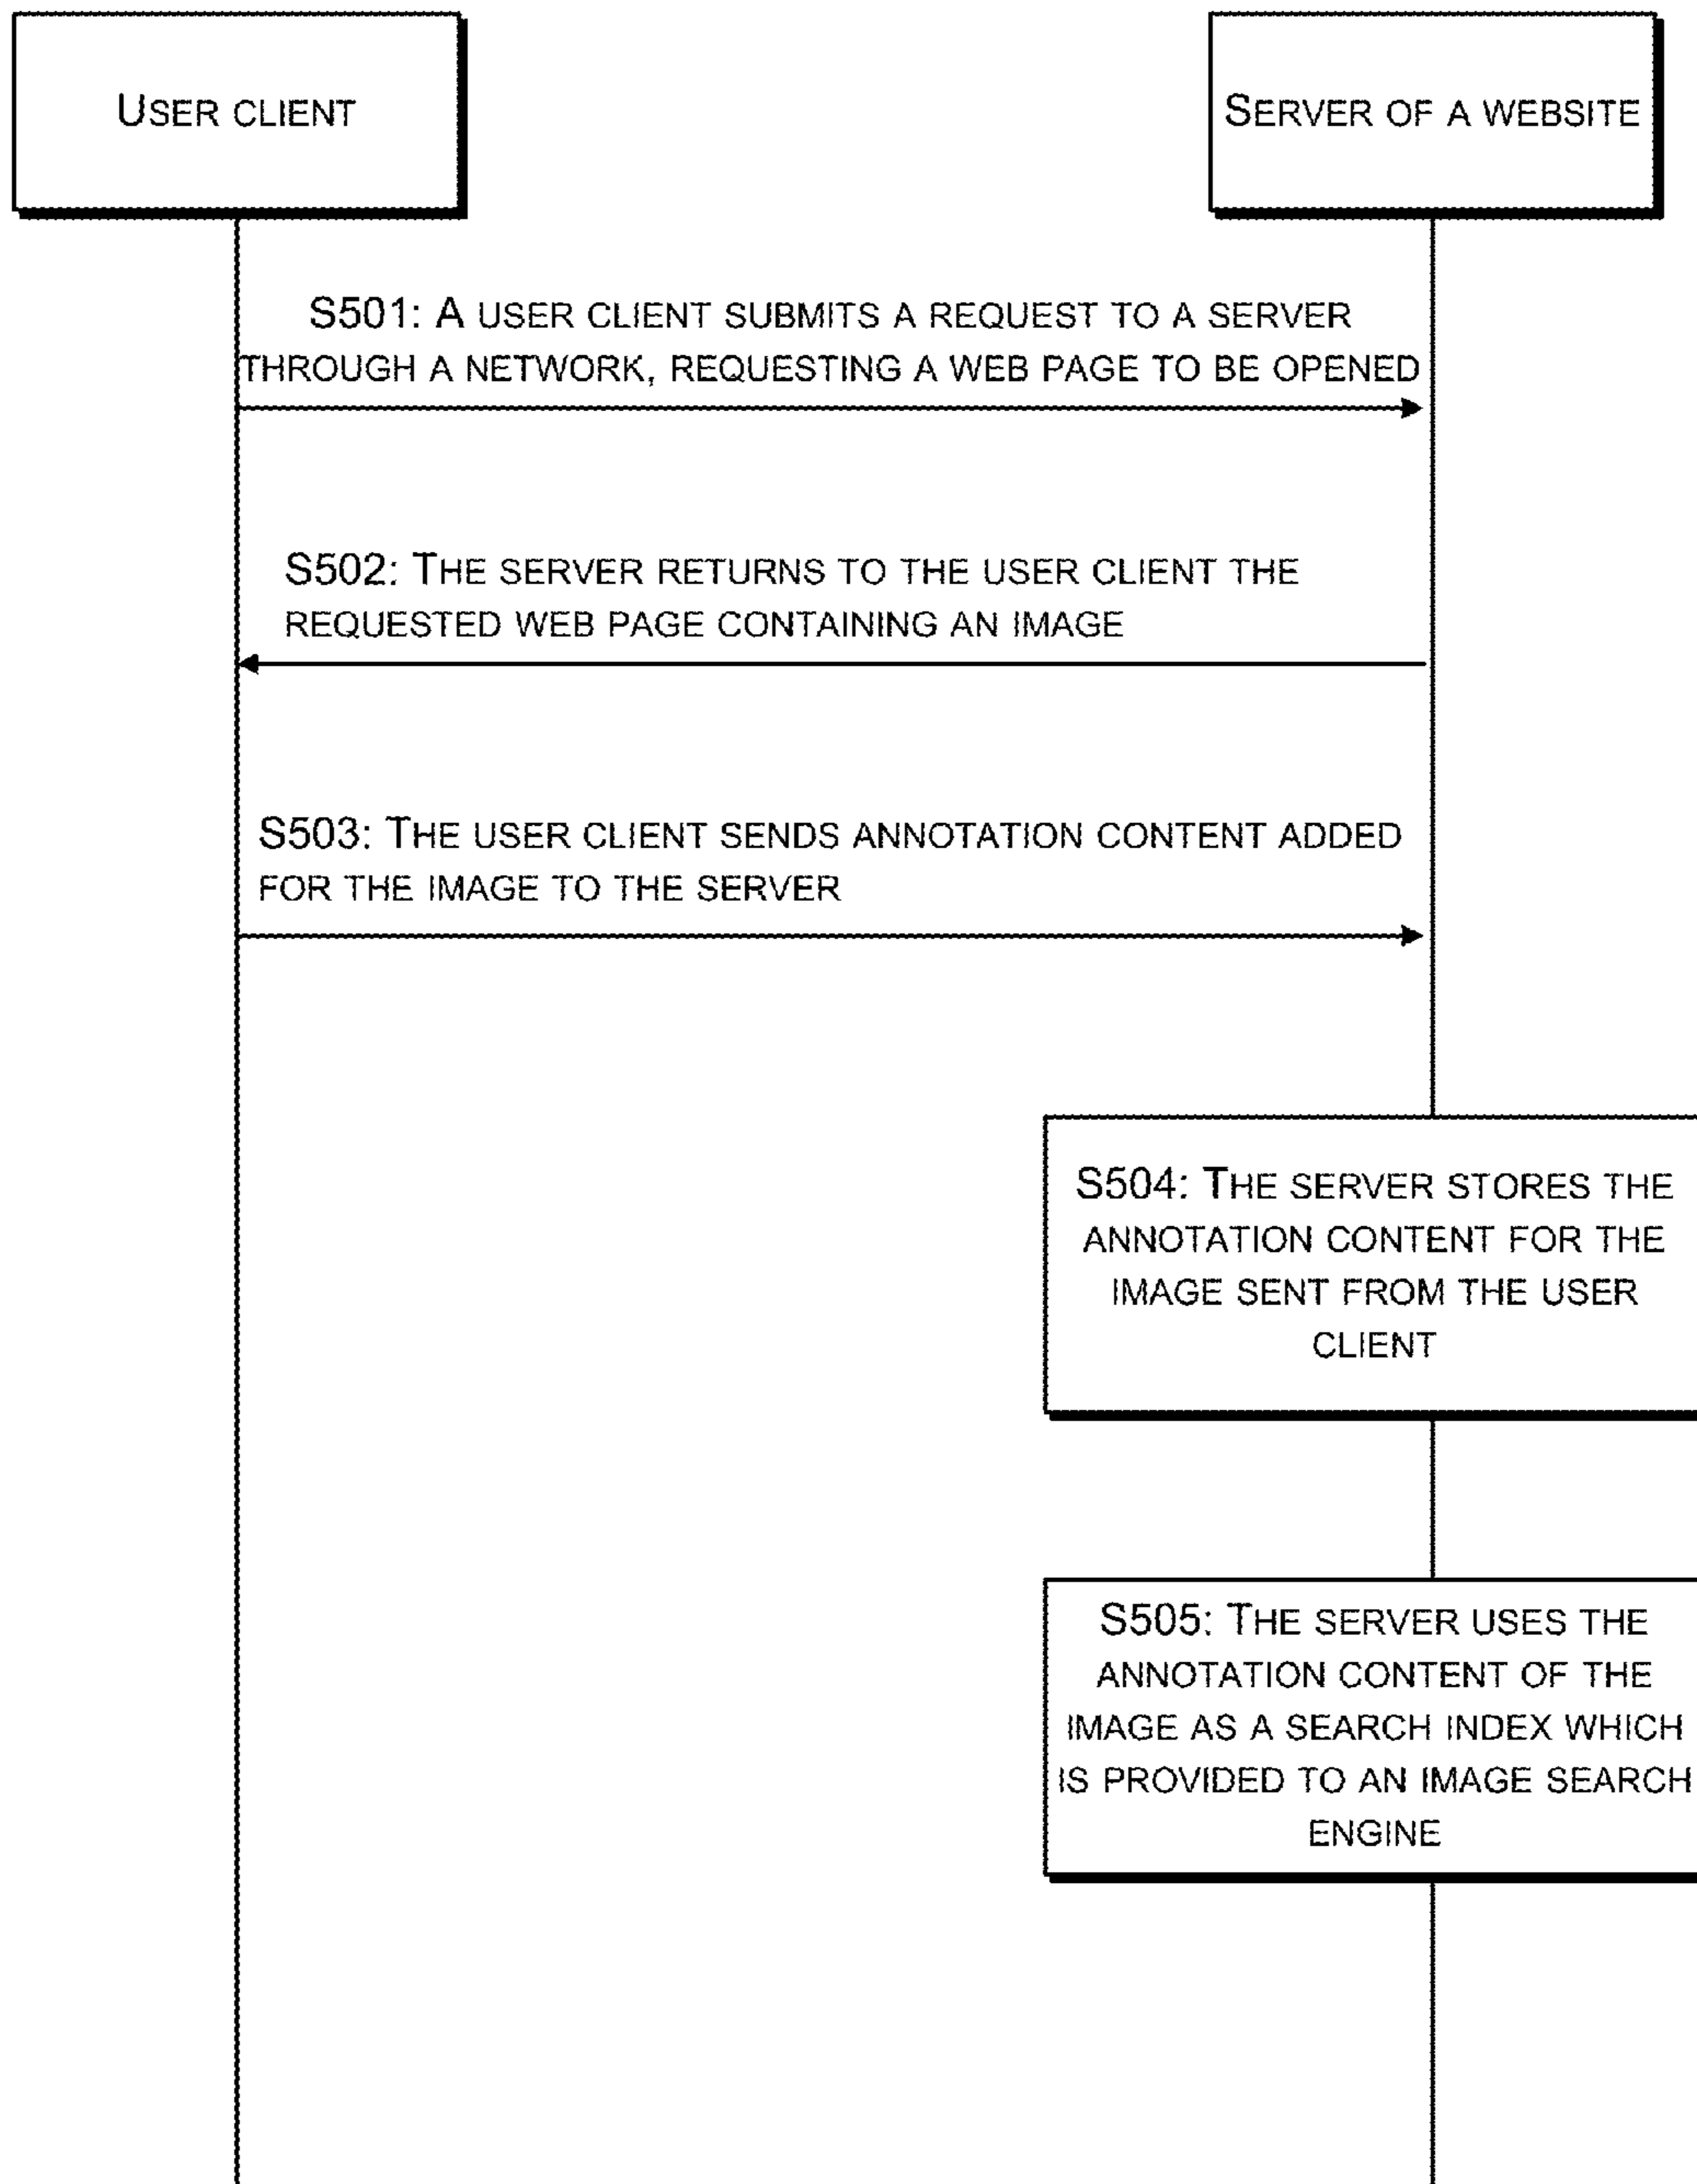 USER CLIENT
SERVER OF A WEBSITE
S501: A USER CLIENT SUBMITS A REQUEST TO A SERVER
THROUGH A NETWORK, REQUESTING A WEB PAGE TO BE OPENED
S502: THE SERVER RETURNS TO THE USER CLIENT THE
REQUESTED WEB PAGE CONTAINING AN IMAGE
S503: THE USER CLIENT SENDS ANNOTATION CONTENT ADDED
FOR THE IMAGE TO THE SERVER
S504: THE SERVER STORES THE
ANNOTATION CONTENT FOR THE
IMAGE SENT FROM THE USER
CLIENT
S505: THE SERVER USES THE
ANNOTATION CONTENT OF THE
IMAGE AS A SEARCH INDEX WHICH
IS PROVIDED TO AN IMAGE SEARCH
ENGINE